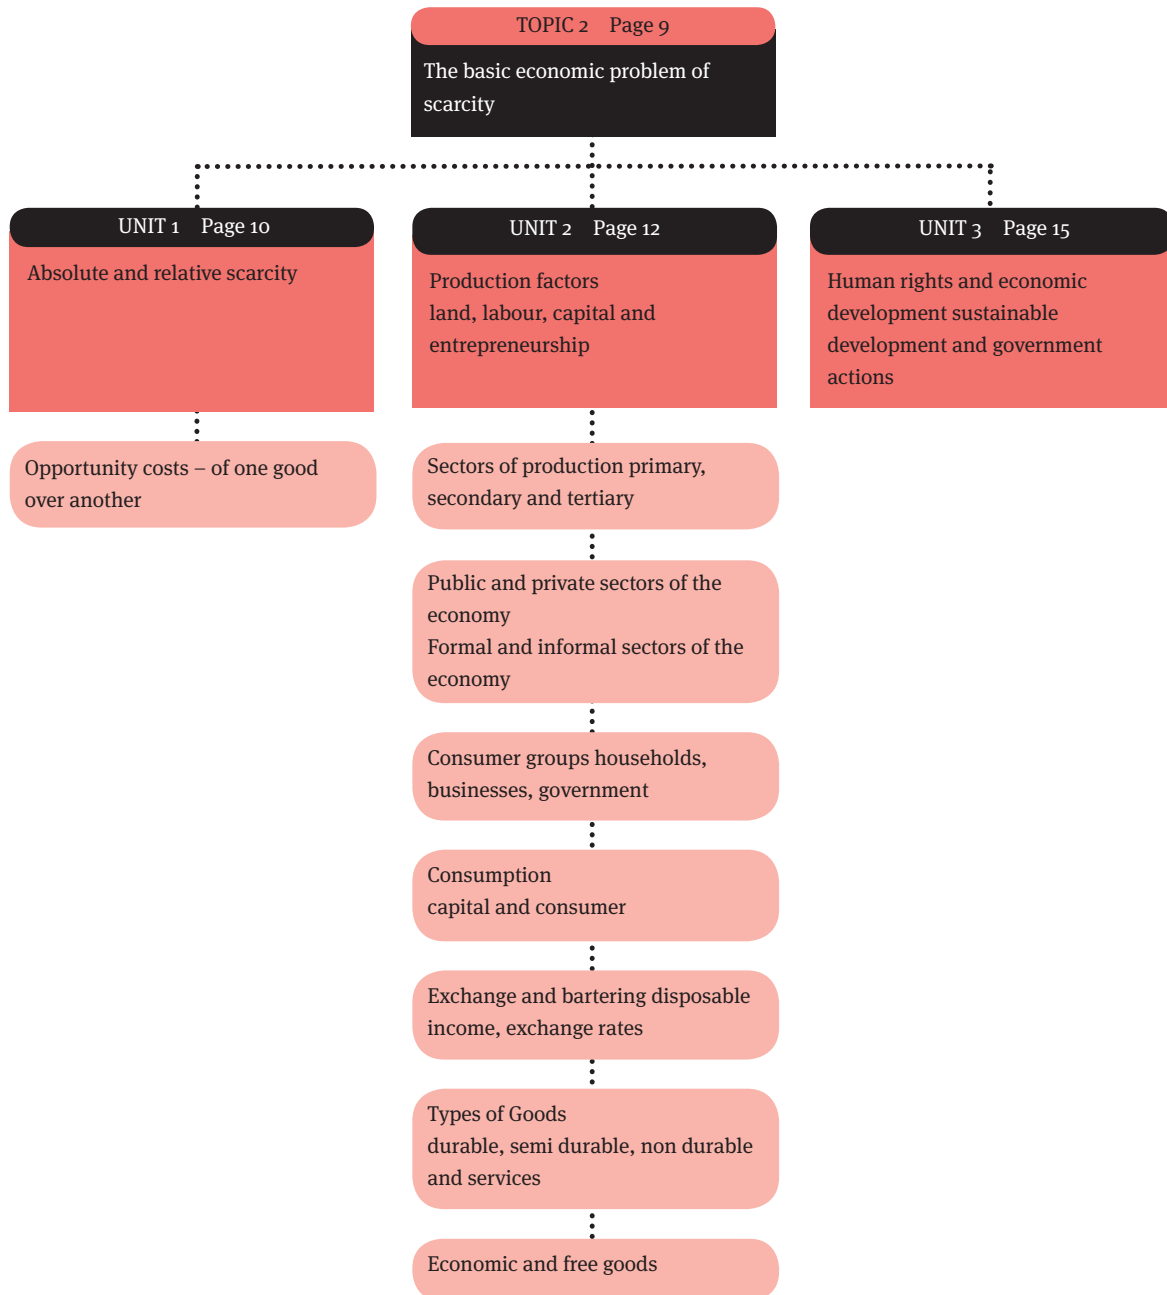 TOPIC 2 Page 9
The basic economic problem of
scarcity
UNIT 1 Page 10
Absolute and relative scarcity
Opportunity costs – of one good
over another
UNIT 2 Page 12
Production factors
land, labour, capital and
entrepreneurship
Sectors of production primary,
secondary and tertiary
Public and private sectors of the
economy
Formal and informal sectors of the
economy
Consumer groups households,
businesses, government
Consumption
capital and consumer
Exchange and bartering disposable
income, exchange rates
Types of Goods
durable, semi durable, non durable
and services
Economic and free goods
UNIT 3 Page 15
Human rights and economic
development sustainable
development and government
actions